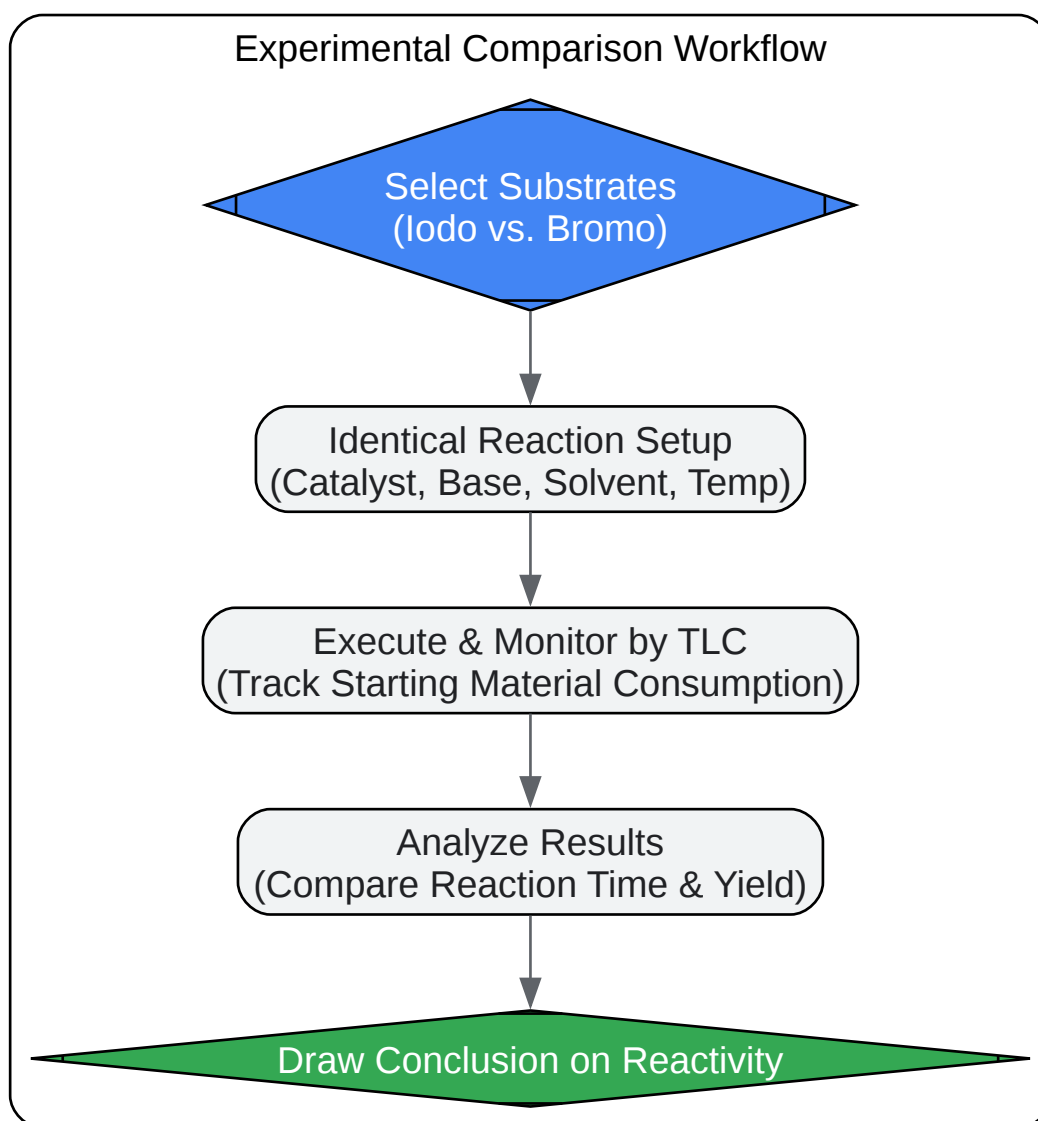 Experimental Comparison Workflow
Select Substrates
(Iodo vs. Bromo)
Identical Reaction Setup
(Catalyst, Base, Solvent, Temp)
Execute & Monitor by TLC
(Track Starting Material Consumption)
Analyze Results
(Compare Reaction Time & Yield)
Draw Conclusion on Reactivity